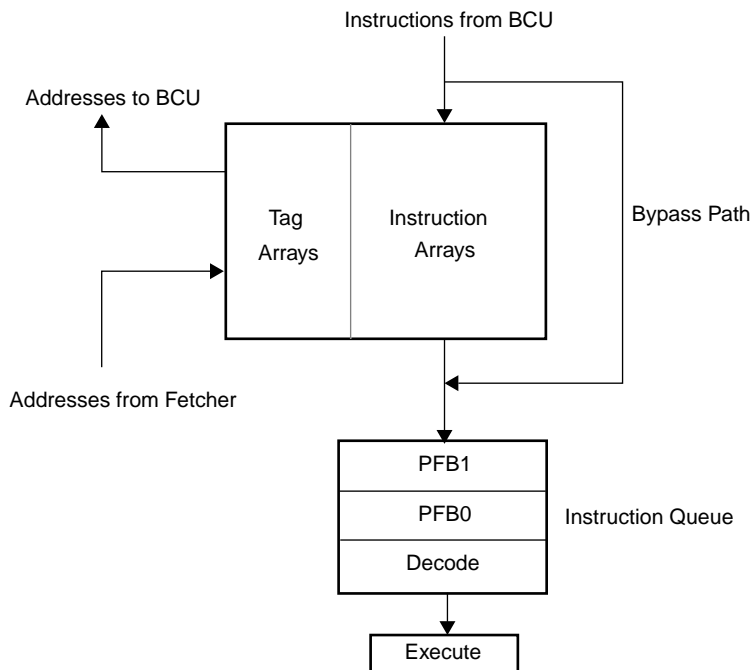 Instructions from BCU
Addresses to BCU
Tag
Arrays
Instruction
Arrays
Bypass Path
Addresses from Fetcher
PFB1
PFB0
Instruction Queue
Decode
Execute